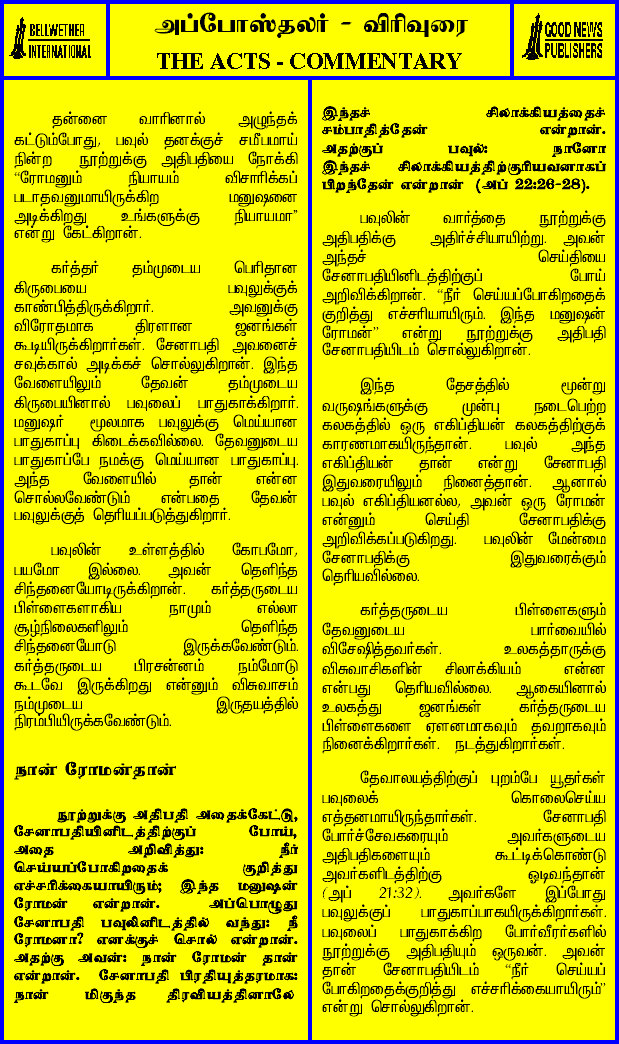 BELLWETHER
INTERNATIONAL
அப்போஸ்தலர் - விரிவுரை
THE ACTS - COMMENTARY
GOOD NEWS
PUBLISHERS
தன்னை வாரினால் அழுந்தக்
கட்டும்போது, பவுல் தனக்குச் சமீபமாய்
நின்ற நூற்றுக்கு அதிபதியை நோக்கி
“ரோமனும் நியாயம் விசாரிக்கப்
படாதவனுமாயிருக்கிற மனுஷனை
அடிக்கிறது உங்களுக்கு நியாயமா”
என்று கேட்கிறான்.
கர்த்தர் தம்முடைய பெரிதான
கிருபையை பவுலுக்குக்
காண்பித்திருக்கிறார். அவனுக்கு
விரோதமாக திரளான ஜனங்கள்
கூடியிருக்கிறார்கள். சேனாபதி அவனைச்
சவுக்கால் அடிக்கச் சொல்லுகிறான். இந்த
வேளையிலும் தேவன் தம்முடைய
கிருபையினால் பவுலைப் பாதுகாக்கிறார்.
மனுஷர் மூலமாக பவுலுக்கு மெய்யான
பாதுகாப்பு கிடைக்கவில்லை. தேவனுடைய
பாதுகாப்பே நமக்கு மெய்யான பாதுகாப்பு.
அந்த வேளையில் தான் என்ன
சொல்லவேண்டும் என்பதை தேவன்
பவுலுக்குத் தெரியப்படுத்துகிறார்.
பவுலின் உள்ளத்தில் கோபமோ,
பயமோ இல்லை. அவன் தெளிந்த
சிந்தனையோடிருக்கிறான். கர்த்தருடைய
பிள்ளைகளாகிய நாமும் எல்லா
சூழ்நிலைகளிலும் தெளிந்த
சிந்தனையோடு இருக்கவேண்டும்.
கர்த்தருடைய பிரசன்னம் நம்மோடு
கூடவே இருக்கிறது என்னும் விசுவாசம்
நம்முடைய இருதயத்தில்
நிரம்பியிருக்கவேண்டும்.
நான் ரோமன்தான்
நூற்றுக்கு அதிபதி அதைக்கேட்டு,
சேனாபதியினிடத்திற்குப் போய்,
அதை அறிவித்து: நீர்
செய்யப்போகிறதைக் குறித்து
எச்சரிக்கையாயிரும்; இந்த மனுஷன்
ரோமன் என்றான். அப்பொழுது
சேனாபதி பவுலினிடத்தில் வந்து: நீ
ரோமனா? எனக்குச் சொல் என்றான்.
அதற்கு அவன்: நான் ரோமன் தான்
என்றான். சேனாபதி பிரதியுத்தரமாக:
நான் மிகுந்த திரவியத்தினாலே
இந்தச் சிலாக்கியத்தைச்
சம்பாதித்தேன் என்றான்.
அதற்குப் பவுல்: நானோ
இந்தச் சிலாக்கியத்திற்குரியவனாகப்
பிறந்தேன் என்றான் (அப் 22:26-28).
பவுலின் வார்த்தை நூற்றுக்கு
அதிபதிக்கு அதிர்ச்சியாயிற்று. அவன்
அந்தச் செய்தியை
சேனாபதியினிடத்திற்குப் போய்
அறிவிக்கிறான். “நீர் செய்யப்போகிறதைக்
குறித்து எச்சரியாயிரும். இந்த மனுஷன்
ரோமன்” என்று நூற்றுக்கு அதிபதி
சேனாபதியிடம் சொல்லுகிறான்.
இந்த தேசத்தில் மூன்று
வருஷங்களுக்கு முன்பு நடைபெற்ற
கலகத்தில் ஒரு எகிப்தியன் கலகத்திற்குக்
காரணமாகயிருந்தான். பவுல் அந்த
எகிப்தியன் தான் என்று சேனாபதி
இதுவரையிலும் நினைத்தான். ஆனால்
பவுல் எகிப்தியனல்ல, அவன் ஒரு ரோமன்
என்னும் செய்தி சேனாபதிக்கு
அறிவிக்கப்படுகிறது. பவுலின் மேன்மை
சேனாபதிக்கு இதுவரைக்கும்
தெரியவில்லை.
கர்த்தருடைய பிள்ளைகளும்
தேவனுடைய பார்வையில்
விசேஷித்தவர்கள். உலகத்தாருக்கு
விசுவாசிகளின் சிலாக்கியம் என்ன
என்பது தெரியவில்லை. ஆகையினால்
உலகத்து ஜனங்கள் கர்த்தருடைய
பிள்ளைகளை ஏளனமாகவும் தவறாகவும்
நினைக்கிறார்கள். நடத்துகிறார்கள்.
தேவாலயத்திற்குப் புறம்பே யூதர்கள்
பவுலைக் கொலைசெய்ய
எத்தனமாயிருந்தார்கள். சேனாபதி
போர்ச்சேவகரையும் அவர்களுடைய
அதிபதிகளையும் கூட்டிக்கொண்டு
அவர்களிடத்திற்கு ஓடிவந்தான்
(அப் 21:32). அவர்களே இப்போது
பவுலுக்குப் பாதுகாப்பாகயிருக்கிறார்கள்.
பவுலைப் பாதுகாக்கிற போர்வீரர்களில்
நூற்றுக்கு அதிபதியும் ஒருவன். அவன்
தான் சேனாபதியிடம் “நீர் செய்யப்
போகிறதைக்குறித்து எச்சரிக்கையாயிரும்”
என்று சொல்லுகிறான்.